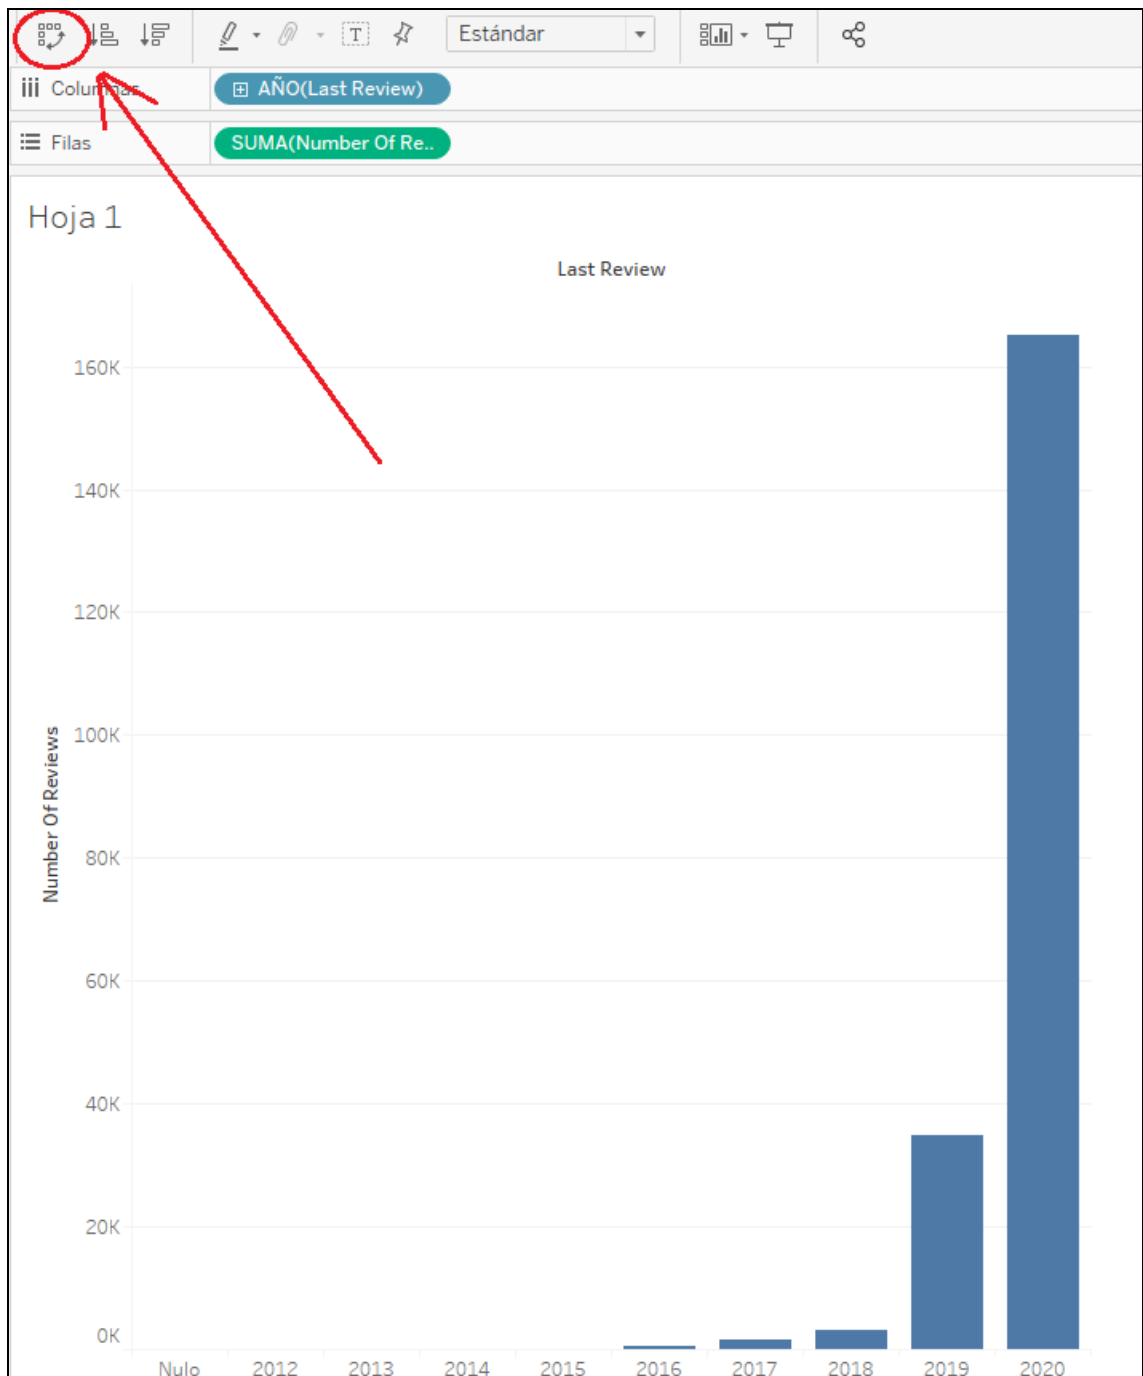 T Estándar
Columnas AÑO(Last Review)
Filas SUMA(Number Of Re..
Hoja 1
Last Review
160K
140K
120K
100K
80K
60K
40K
20K
0K
Number Of Reviews
Nulo 2012 2013 2014 2015 2016 2017 2018 2019 2020